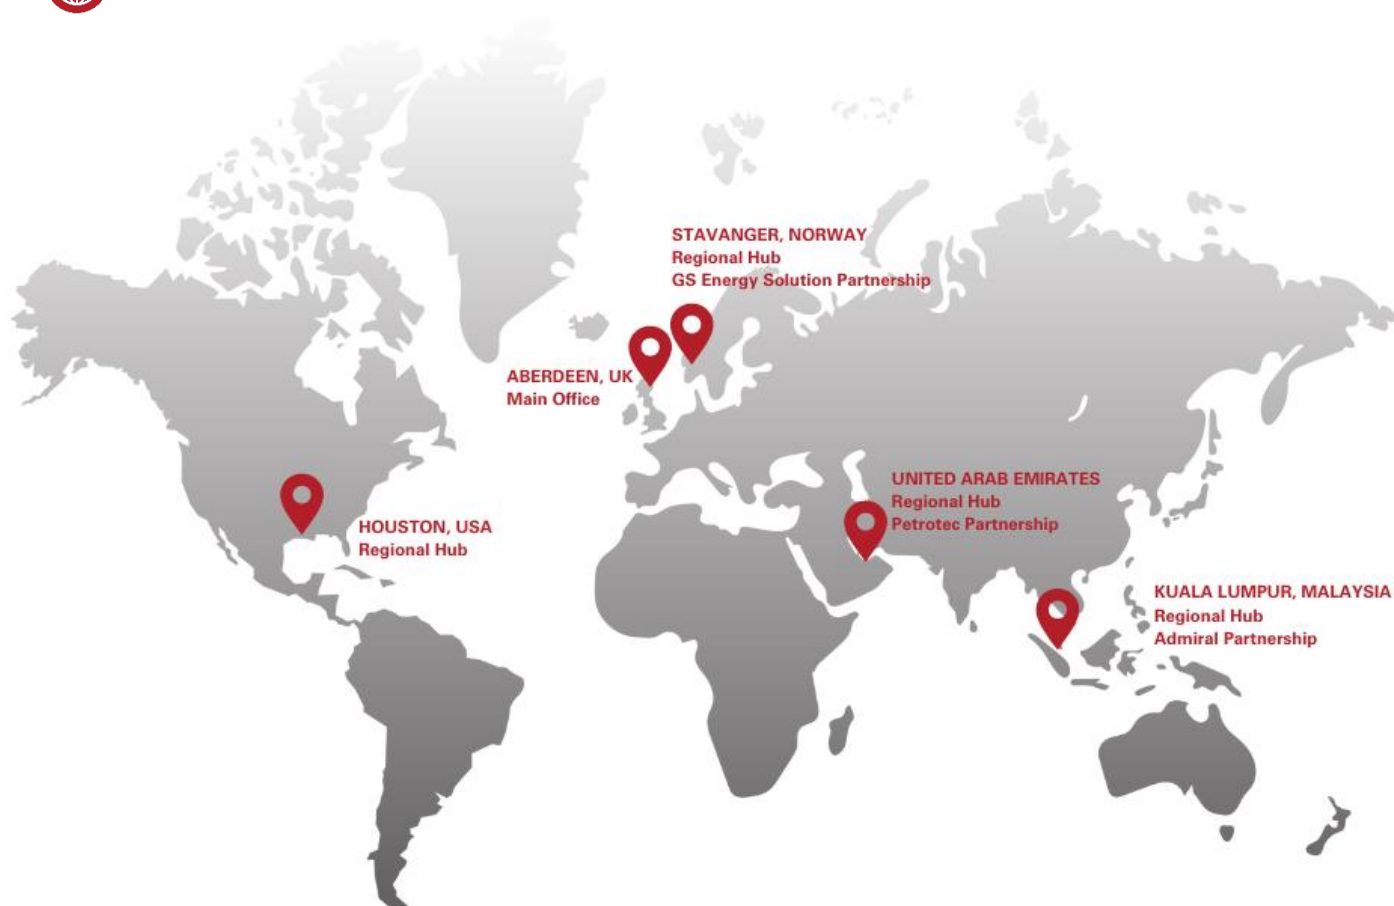 STAVANGER, NORWAY
Regional Hub
GS Energy Solution Partnership
ABERDEEN, UK
Main Office
UNITED ARAB EMIRATES
Regional Hub
Petrotec Partnership
HOUSTON, USA
Regional Hub
KUALA LUMPUR, MALAYSIA
Regional Hub
Admiral Partnership